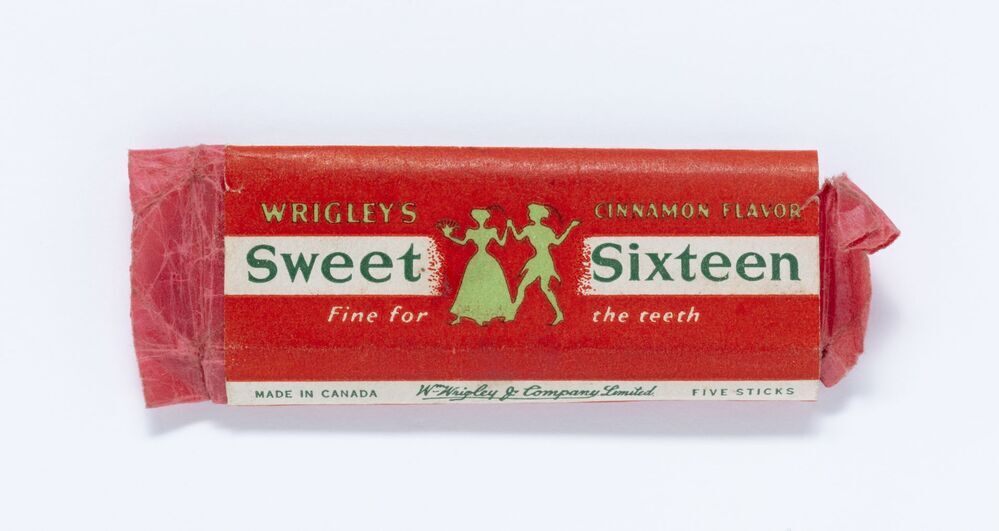 WRIGLEY'S CINNAMON FLAVOR
Sweet Sixteen
Fine for the teeth
MADE IN CANADA Wm Wrigley Jr Company Limited. FIVE STICKS